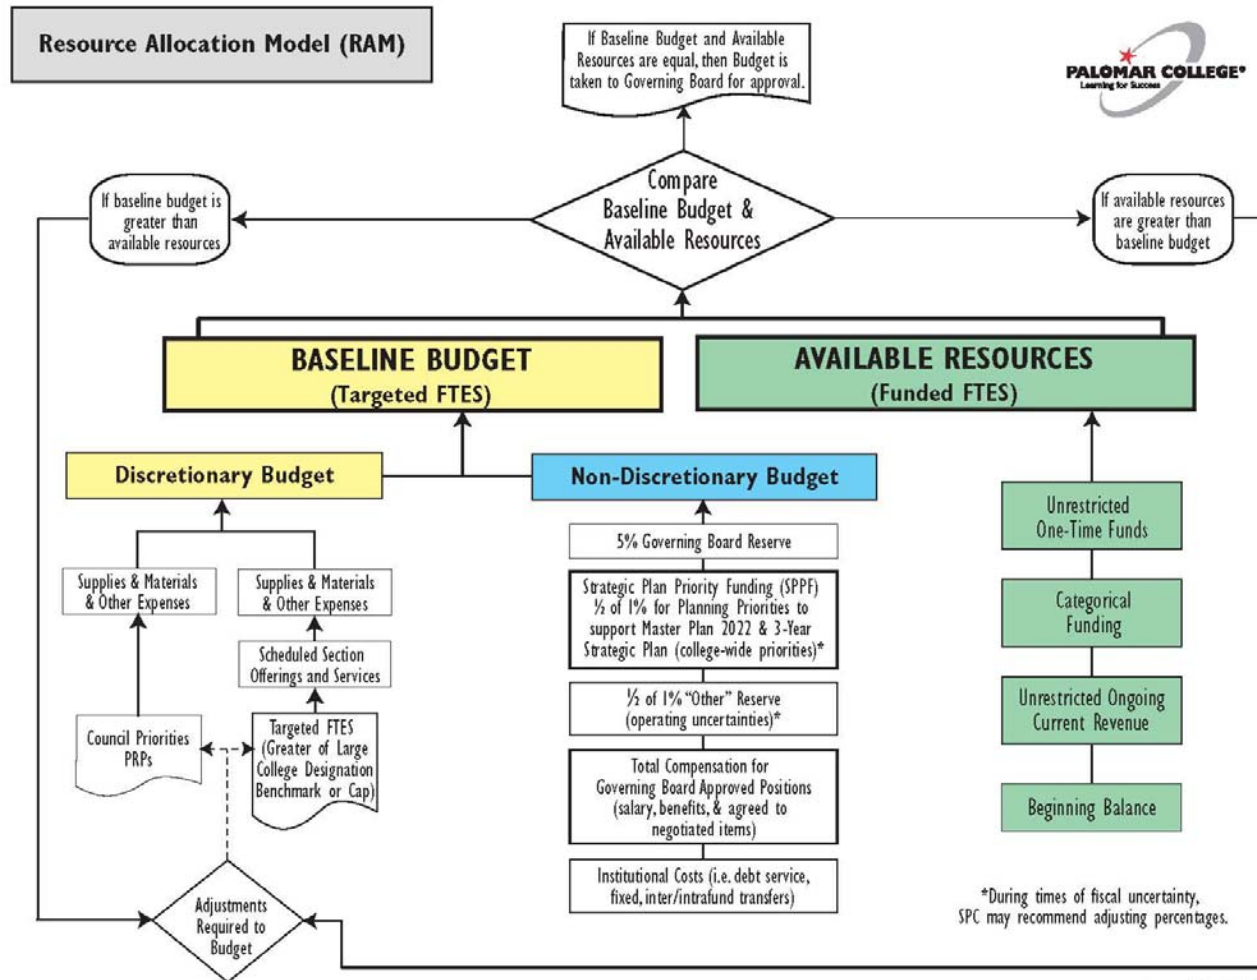 Resource Allocation Model (RAM)
If Baseline Budget and Available
Resources are equal, then Budget is
taken to Governing Board for approval.
PALOMAR COLLEGE®
Learning for Success
If baseline budget is
greater than
available resources
Compare
Baseline Budget &
Available Resources
If available resources
are greater than
baseline budget
BASELINE BUDGET
(Targeted FTES)
AVAILABLE RESOURCES
(Funded FTES)
Discretionary Budget
Non-Discretionary Budget
Supplies & Materials
& Other Expenses
Council Priorities
PRPs
Supplies & Materials
& Other Expenses
Scheduled Section
Offerings and Services
Targeted FTES
(Greater of Large
College Designation
Benchmark or Cap)
5% Governing Board Reserve
Strategic Plan Priority Funding (SPPF)
½ of 1% for Planning Priorities to
support Master Plan 2022 & 3-Year
Strategic Plan (college-wide priorities)*
½ of 1% “Other” Reserve
(operating uncertainties)*
Total Compensation for
Governing Board Approved Positions
(salary, benefits, & agreed to
negotiated items)
Institutional Costs (i.e. debt service,
fixed, inter/intrafund transfers)
Unrestricted
One-Time Funds
Categorical
Funding
Unrestricted Ongoing
Current Revenue
Beginning Balance
Adjustments
Required to
Budget
*During times of fiscal uncertainty,
SPC may recommend adjusting percentages.